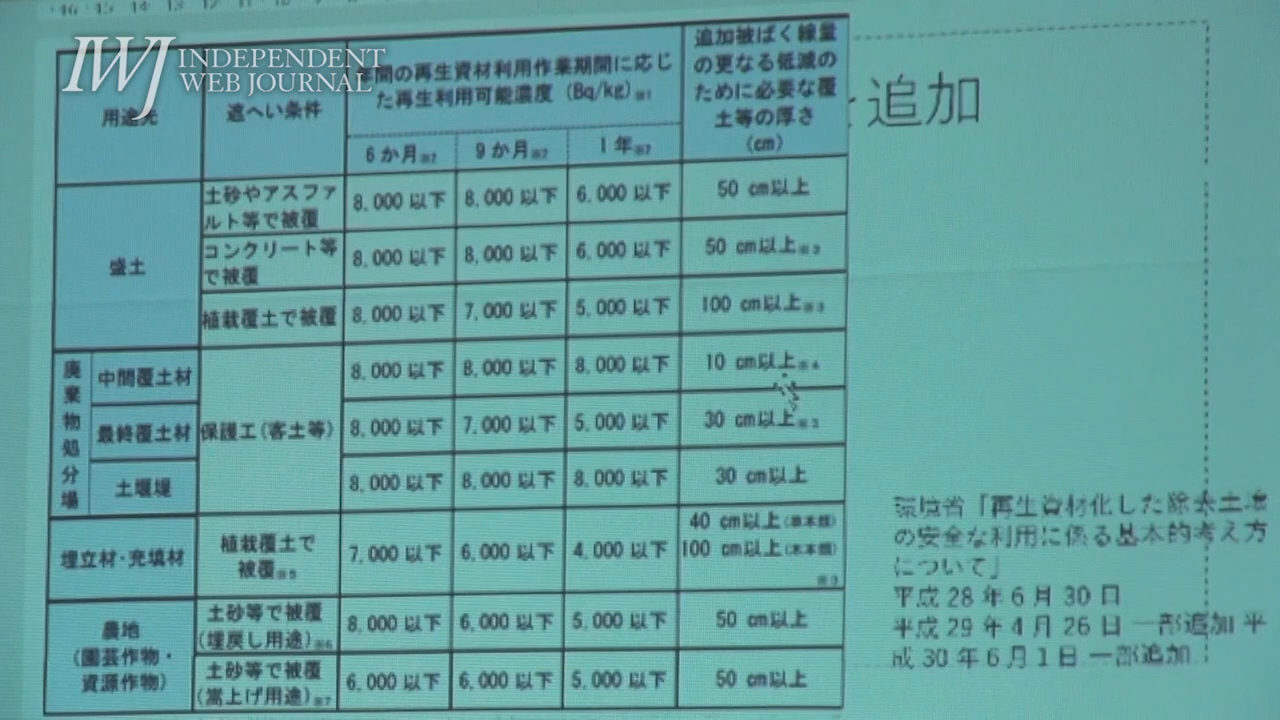 IWJ INDEPENDENT
WEB JOURNAL
を追加
用途先
遮へい条件
年間の再生資材利用作業期間に応じ
た再生利用可能濃度 (Bq/kg)※1
追加被ばく線量
の更なる低減の
ために必要な覆
土等の厚さ
(cm)
6か月※2 9か月※2 1年※2
盛土
土砂やアスファ
ルト等で被覆
8,000以下 8,000以下 6,000以下 50 cm以上
コンクリート等
で被覆
8,000以下 8,000以下 6,000以下 50 cm以上※3
植栽覆土で被覆 8,000以下 7,000以下 5,000以下 100 cm以上※3
廃棄物処分場
保護工(客土等)
中間覆土材 8,000以下 8,000以下 8,000以下 10 cm以上※4
最終覆土材 8,000以下 7,000以下 5,000以下 30 cm以上※3
土堰堤 8,000以下 8,000以下 8,000以下 30 cm以上
埋立材・充填材
植栽覆土で
被覆※5
7,000以下 6,000以下 4,000以下
40 cm以上(草本類)
100 cm以上(木本類)
※3
農地
(園芸作物・
資源作物)
土砂等で被覆
(埋戻し用途)※6
8,000以下 6,000以下 5,000以下 50 cm以上
土砂等で被覆
(嵩上げ用途)※7
6,000以下 6,000以下 5,000以下 50 cm以上
環境省「再生資材化した除去土壌
の安全な利用に係る基本的考え方
について」
平成28年6月30日
平成29年4月26日一部追加 平
成30年6月1日一部追加